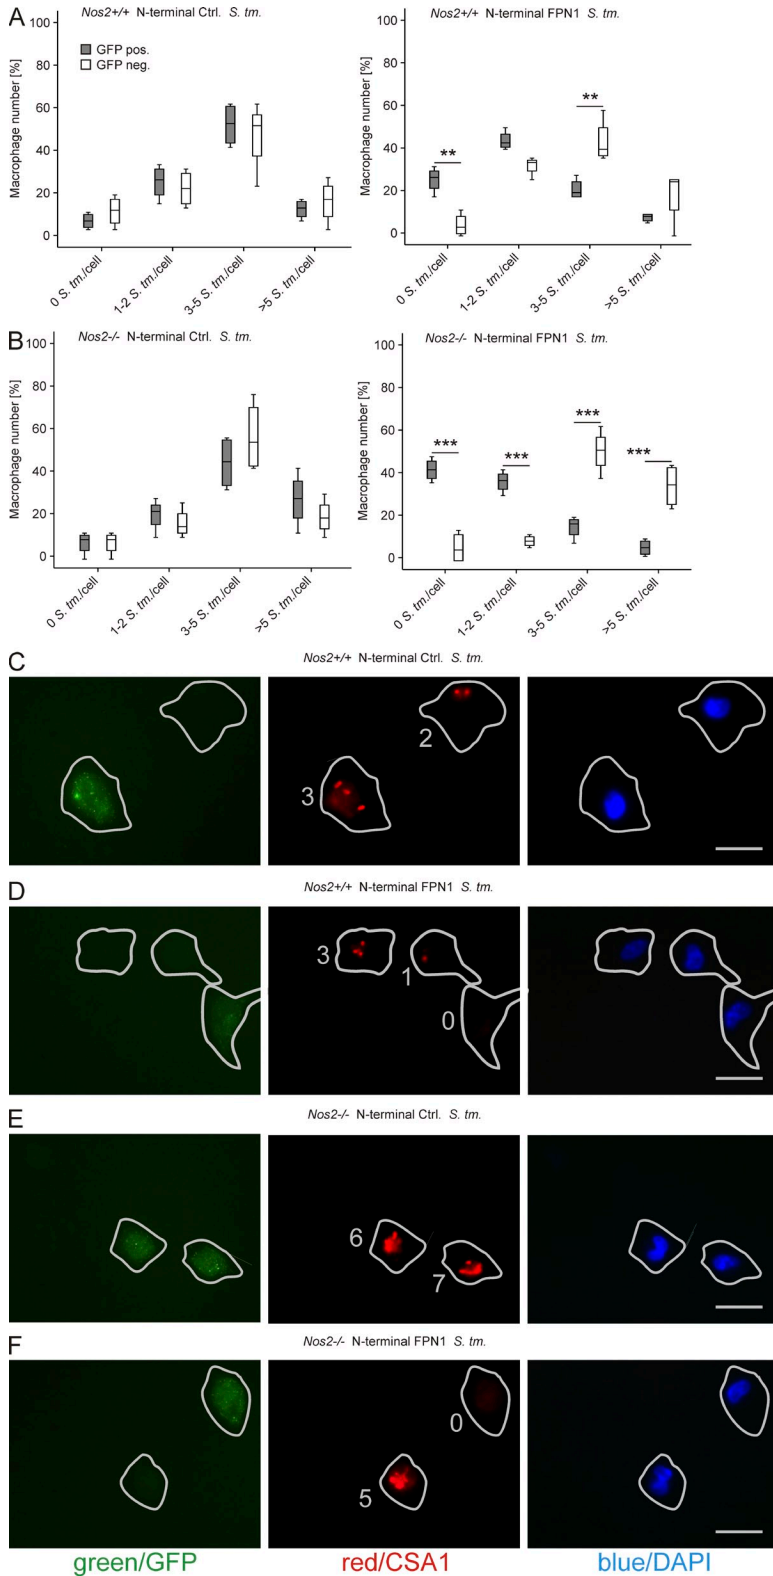 A
Nos2+/+ N-terminal Ctrl. S. tm.
Macrophage number [%]
100
80
60
40
20
0
GFP pos.
GFP neg.
0 S. tm./cell
1-2 S. tm./cell
3-5 S. tm./cell
>5 S. tm./cell
Nos2+/+ N-terminal FPN1 S. tm.
Macrophage number [%]
100
80
60
40
20
0
**
**
0 S. tm./cell
1-2 S. tm./cell
3-5 S. tm./cell
>5 S. tm./cell
B
Nos2-/- N-terminal Ctrl. S. tm.
Macrophage number [%]
100
80
60
40
20
0
0 S. tm./cell
1-2 S. tm./cell
3-5 S. tm./cell
>5 S. tm./cell
Nos2-/- N-terminal FPN1 S. tm.
Macrophage number [%]
100
80
60
40
20
0
***
***
***
***
0 S. tm./cell
1-2 S. tm./cell
3-5 S. tm./cell
>5 S. tm./cell
C
Nos2+/+ N-terminal Ctrl. S. tm.
2
3
D
Nos2+/+ N-terminal FPN1 S. tm.
3
1
0
E
Nos2-/- N-terminal Ctrl. S. tm.
6
7
F
Nos2-/- N-terminal FPN1 S. tm.
0
5
green/GFP
red/CSA1
blue/DAPI